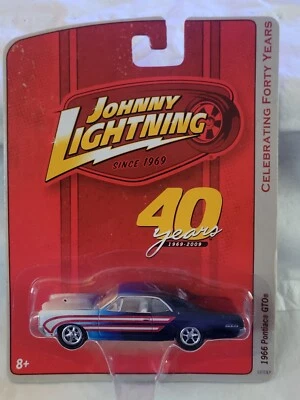 JOHNNY
LIGHTNING
SINCE 1969
CELEBRATING FORTY YEARS
40
years
1969-2009
1966 Pontiac GTO®
8+